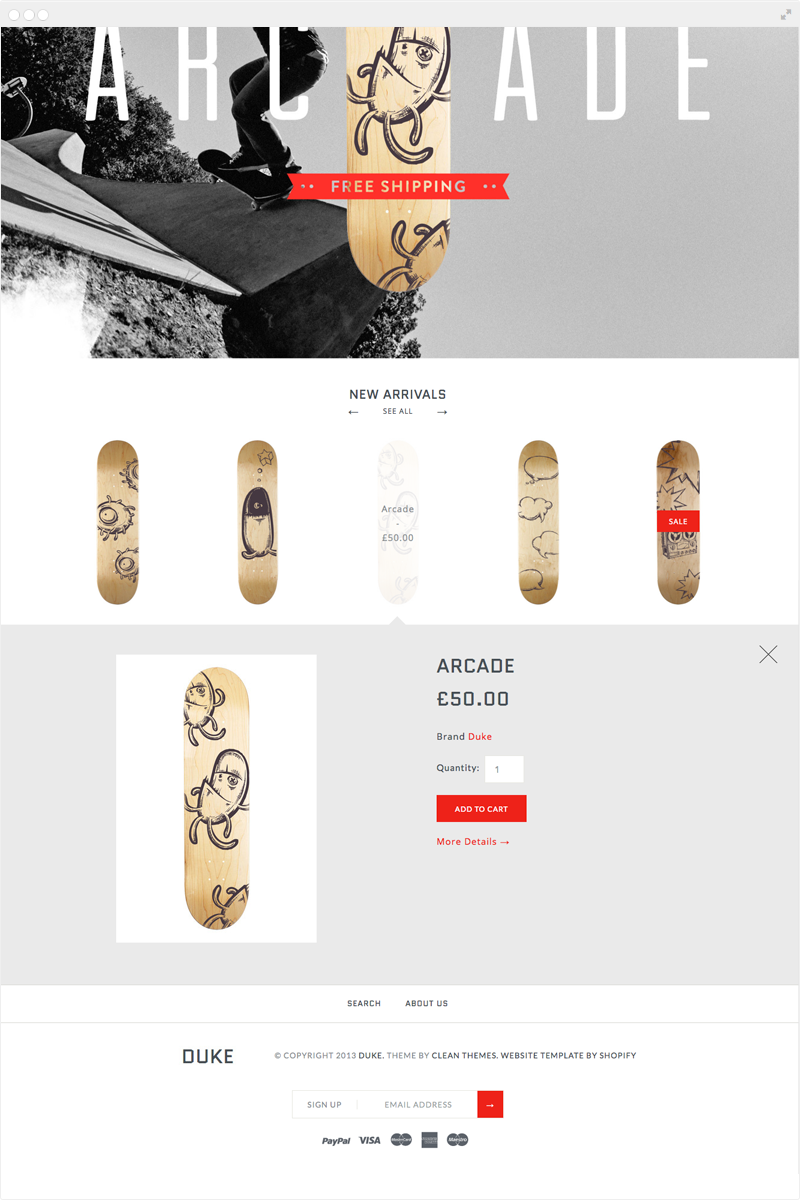 ARC ADE
FREE SHIPPING
NEW ARRIVALS
← SEE ALL →
Arcade
-
£50.00
SALE
ARCADE
£50.00
Brand Duke
Quantity: 1
ADD TO CART
More Details →
SEARCH ABOUT US
DUKE © COPYRIGHT 2013 DUKE. THEME BY CLEAN THEMES. WEBSITE TEMPLATE BY SHOPIFY
SIGN UP EMAIL ADDRESS →
PayPal VISA MasterCard Maestro